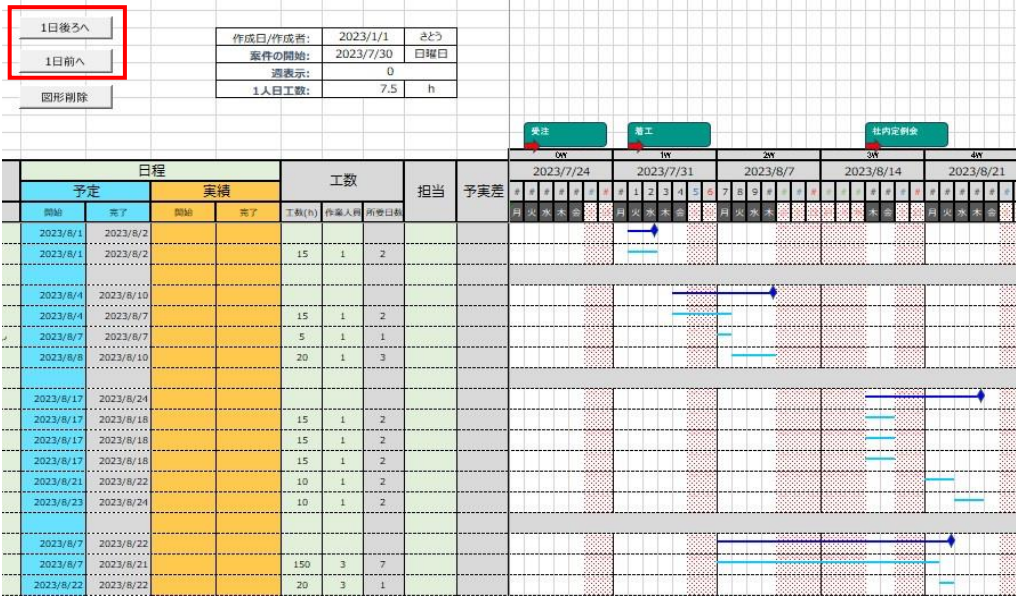 1日後ろへ
1日前へ
図形削除
作成日/作成者: 2023/1/1 さとう
案件の開始: 2023/7/30 日曜日
週表示: 0
1人日工数: 7.5 h
受注 着工 社内定例会
0W 1W 2W 3W 4W
日程 工数 担当 予実差 2023/7/24 2023/7/31 2023/8/7 2023/8/14 2023/8/21
予定 実績 # # # # # # # # 1 2 3 4 5 6 7 8 9 # # # # # # # # # # # # # # # # #
開始 完了 開始 完了 工数(h) 作業人員 所要日数 月 火 水 木 金 月 火 水 木 金 月 火 水 木 木 金 月 火 水 木 金
2023/8/1 2023/8/2
2023/8/1 2023/8/2 15 1 2
2023/8/4 2023/8/10
2023/8/4 2023/8/7 15 1 2
2023/8/7 2023/8/7 5 1 1
2023/8/8 2023/8/10 20 1 3
2023/8/17 2023/8/24
2023/8/17 2023/8/18 15 1 2
2023/8/17 2023/8/18 15 1 2
2023/8/17 2023/8/18 15 1 2
2023/8/21 2023/8/22 10 1 2
2023/8/23 2023/8/24 10 1 2
2023/8/7 2023/8/22
2023/8/7 2023/8/21 150 3 7
2023/8/22 2023/8/22 20 3 1